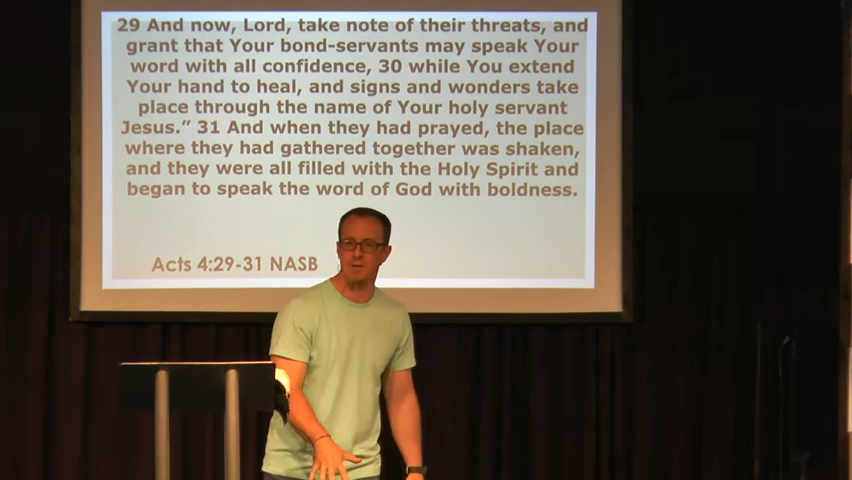 29 And now, Lord, take note of their threats, and
grant that Your bond-servants may speak Your
word with all confidence, 30 while You extend
Your hand to heal, and signs and wonders take
place through the name of Your holy servant
Jesus.” 31 And when they had prayed, the place
where they had gathered together was shaken,
and they were all filled with the Holy Spirit and
began to speak the word of God with boldness.
Acts 4:29-31 NASB